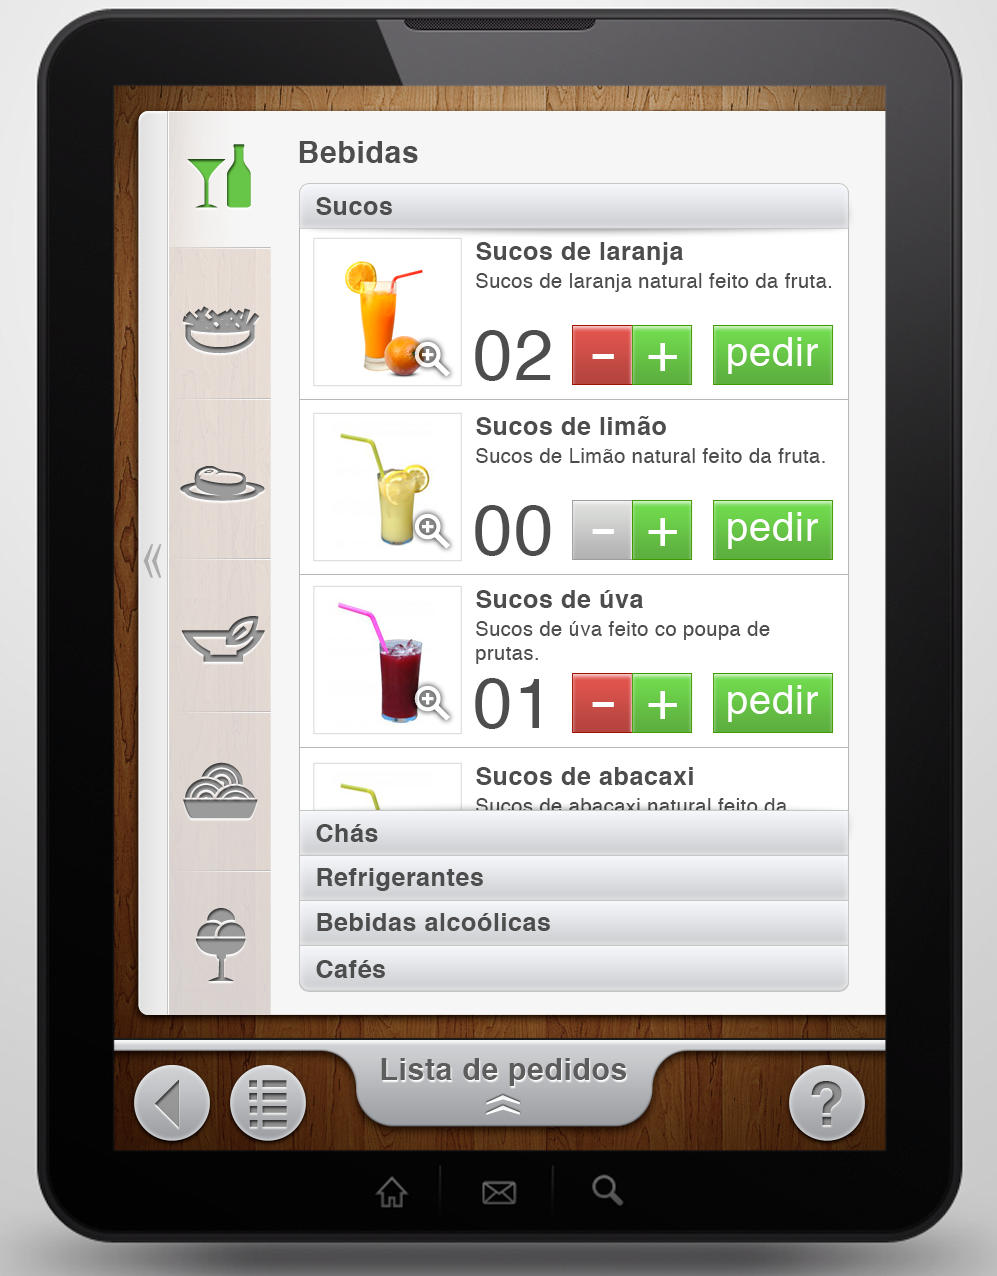 Bebidas
Sucos
Sucos de laranja
Sucos de laranja natural feito da fruta.
02 - + pedir
Sucos de limão
Sucos de Limão natural feito da fruta.
00 - + pedir
Sucos de úva
Sucos de úva feito co poupa de
prutas.
01 - + pedir
Sucos de abacaxi
Sucos de abacaxi natural feito da
Chás
Refrigerantes
Bebidas alcoólicas
Cafés
Lista de pedidos
?